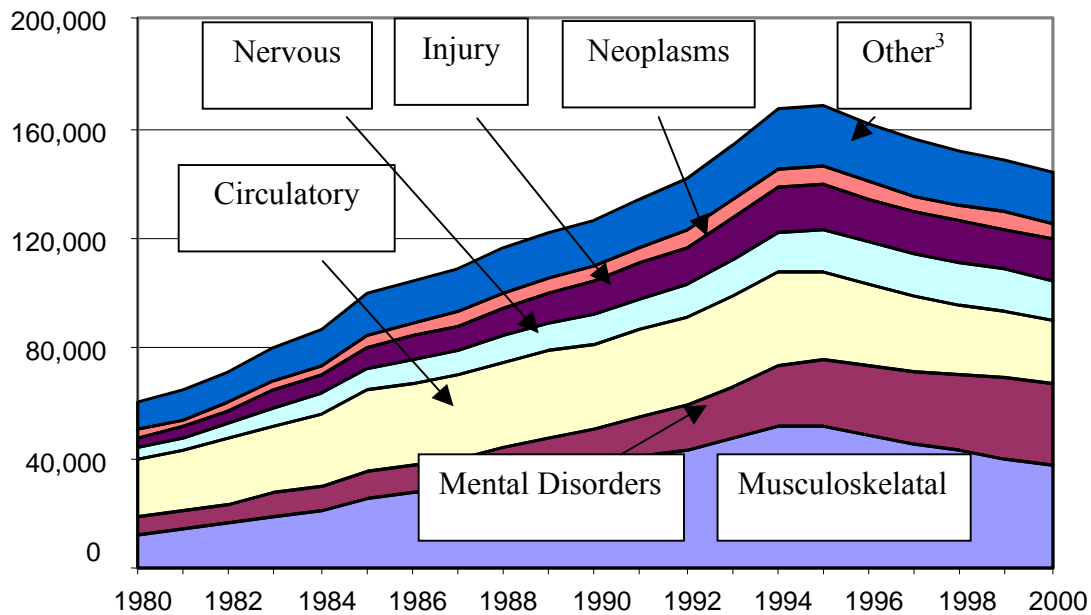 200,000
160,000
120,000
80,000
40,000
0
Nervous
Injury
Neoplasms
Other³
Circulatory
Mental Disorders
Musculoskelatal
1980 1982 1984 1986 1988 1990 1992 1994 1996 1998 2000